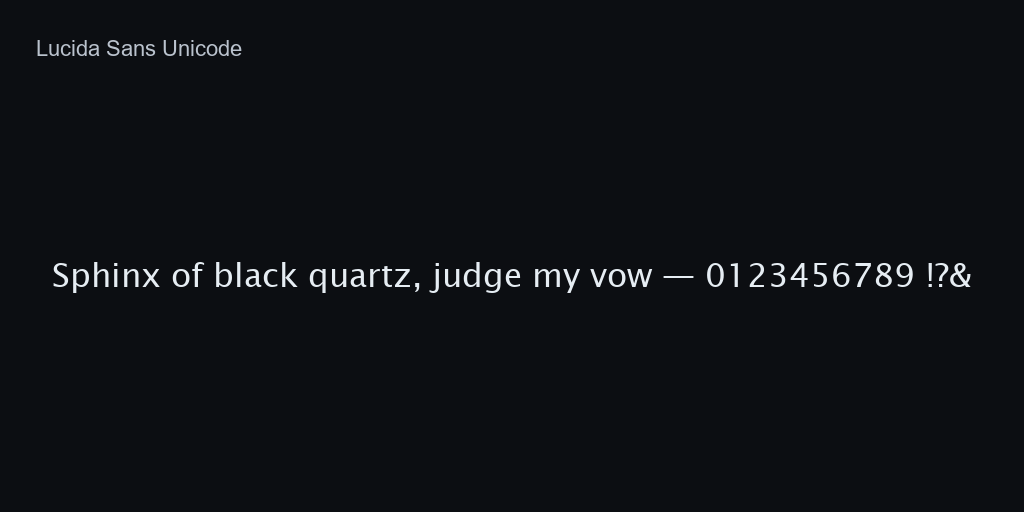 Lucida Sans Unicode
Sphinx of black quartz, judge my vow — 0123456789 !?&